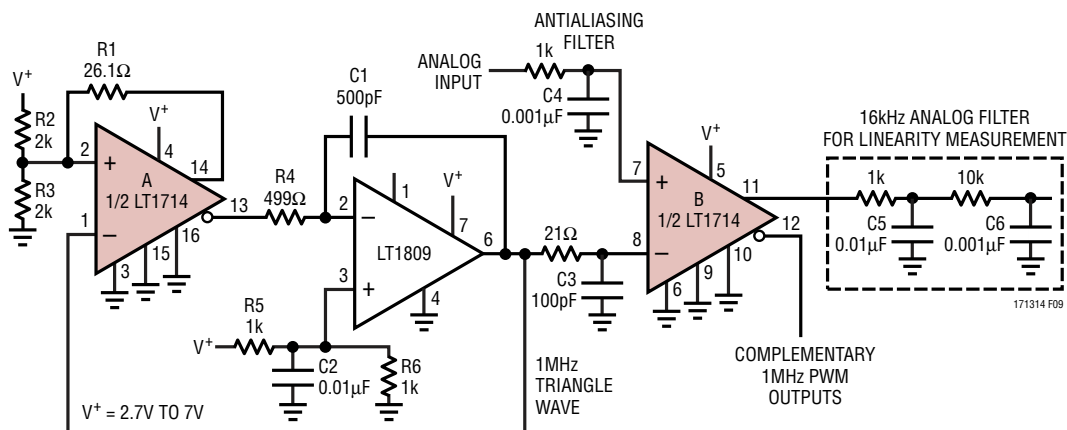 ANTIALIASING
FILTER
1k
ANALOG
INPUT
C4
0.001µF
R1
26.1Ω
V+
R2
2k
R3
2k
V+
4
2
+
14
A
1/2 LT1714
13
1
−
16
15
3
C1
500pF
R4
499Ω
1
V+
2
−
7
LT1809
6
3
+
4
R5
1k
V+
C2
0.01µF
R6
1k
21Ω
C3
100pF
1MHz
TRIANGLE
WAVE
V+
5
7
+
11
B
1/2 LT1714
12
8
−
10
9
6
COMPLEMENTARY
1MHz PWM
OUTPUTS
16kHz ANALOG FILTER
FOR LINEARITY MEASUREMENT
1k
10k
C5
0.01µF
C6
0.001µF
171314 F09
V+ = 2.7V TO 7V